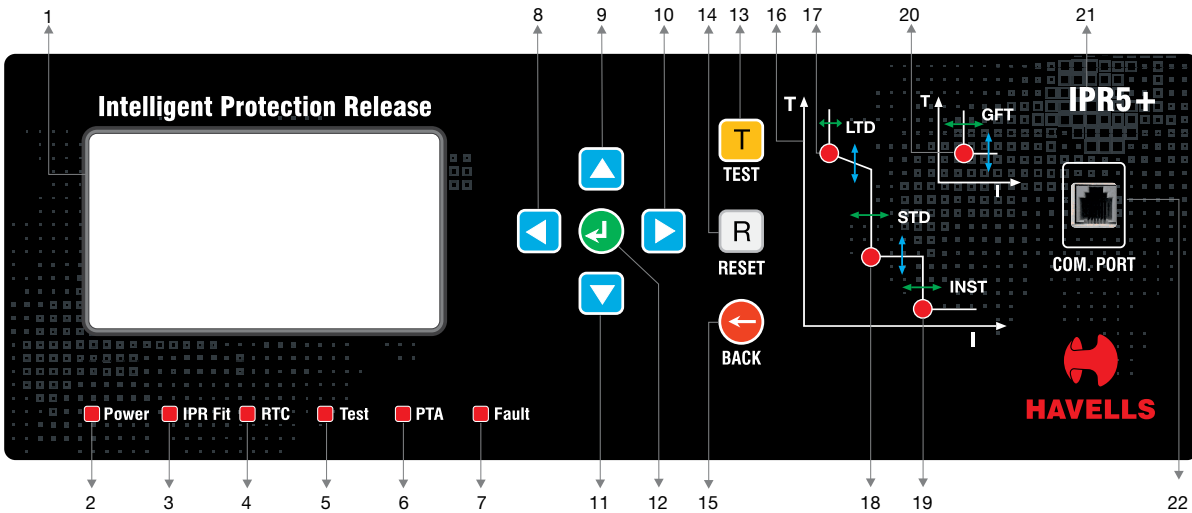 1 8 9 10 14 13 16 17 20 21
Intelligent Protection Release
IPR5+
T
TEST
R
RESET
BACK
T
LTD
STD
INST
I
T
GFT
I
COM. PORT
HAVELLS
Power IPR Fit RTC Test PTA Fault
2 3 4 5 6 7 11 12 15 18 19 22